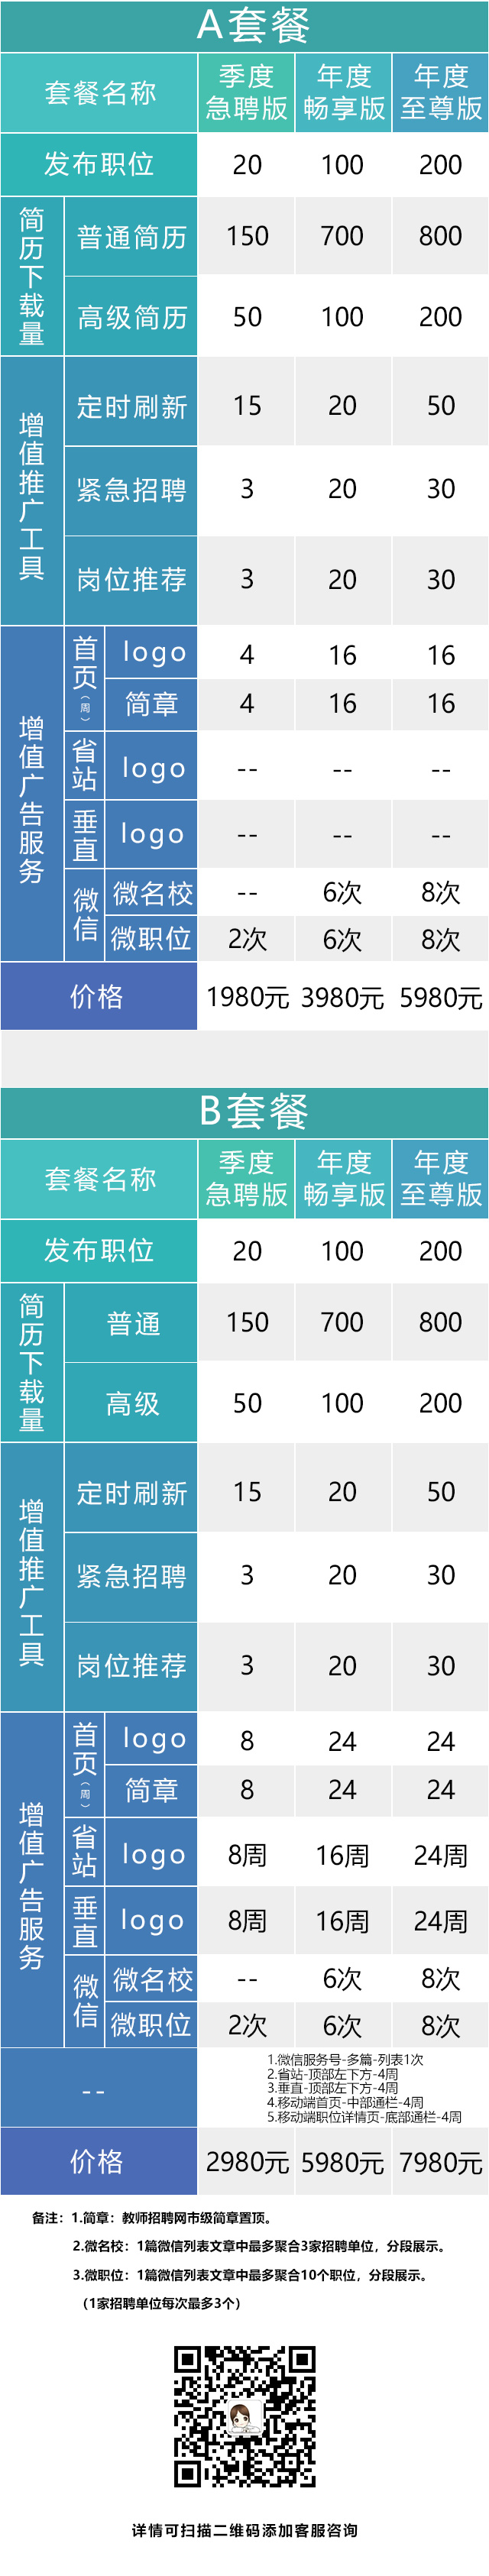 A套餐
套餐名称 季度急聘版 年度畅享版 年度至尊版
发布职位 20 100 200
简历下载量
普通简历 150 700 800
高级简历 50 100 200
增值推广工具
定时刷新 15 20 50
紧急招聘 3 20 30
岗位推荐 3 20 30
增值广告服务
首页（周）
logo 4 16 16
简章 4 16 16
省站 logo -- -- --
垂直 logo -- -- --
微信
微名校 -- 6次 8次
微职位 2次 6次 8次
价格 1980元 3980元 5980元
B套餐
套餐名称 季度急聘版 年度畅享版 年度至尊版
发布职位 20 100 200
简历下载量
普通 150 700 800
高级 50 100 200
增值推广工具
定时刷新 15 20 50
紧急招聘 3 20 30
岗位推荐 3 20 30
增值广告服务
首页（周）
logo 8 24 24
简章 8 24 24
省站 logo 8周 16周 24周
垂直 logo 8周 16周 24周
微信
微名校 -- 6次 8次
微职位 2次 6次 8次
--
1.微信服务号-多篇-列表1次
2.省站-顶部左下方-4周
3.垂直-顶部左下方-4周
4.移动端首页-中部通栏-4周
5.移动端职位详情页-底部通栏-4周
价格 2980元 5980元 7980元
备注：1.简章：教师招聘网市级简章置顶。
2.微名校：1篇微信列表文章中最多聚合3家招聘单位，分段展示。
3.微职位：1篇微信列表文章中最多聚合10个职位，分段展示。
（1家招聘单位每次最多3个）
详情可扫描二维码添加客服咨询